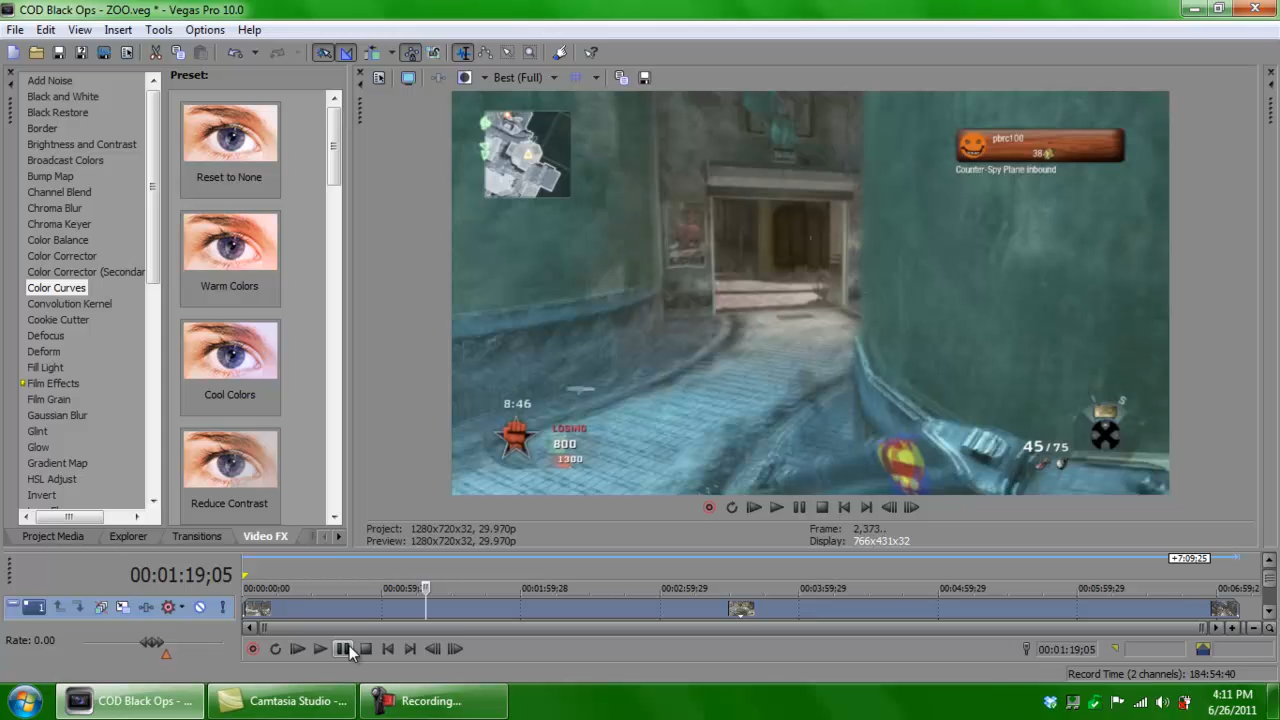 COD Black Ops - ZOO.veg * - Vegas Pro 10.0
File Edit View Insert Tools Options Help
Add Noise
Black and White
Black Restore
Border
Brightness and Contrast
Broadcast Colors
Bump Map
Channel Blend
Chroma Blur
Chroma Keyer
Color Balance
Color Corrector
Color Corrector (Secondar
Color Curves
Convolution Kernel
Cookie Cutter
Defocus
Deform
Fill Light
Film Effects
Film Grain
Gaussian Blur
Glint
Glow
Gradient Map
HSL Adjust
Invert
Preset:
Reset to None
Warm Colors
Cool Colors
Reduce Contrast
Project Media Explorer Transitions Video FX
Best (Full)
pbrc100
38
Counter-Spy Plane inbound
8:46
LOSING
800
1300
45/75
S
Project: 1280x720x32, 29.970p
Preview: 1280x720x32, 29.970p
Frame: 2,373..
Display: 766x431x32
+7:09:25
00:01:19;05
00:00:00;00 00:00:59; 00:01:59;28 00:02:59;29 00:03:59;29 00:04:59;29 00:05:59;29 00:06:59;2
1
Rate: 0.00
00:01:19;05
Record Time (2 channels): 184:54:40
COD Black Ops - ... Camtasia Studio -... Recording...
4:11 PM
6/26/2011